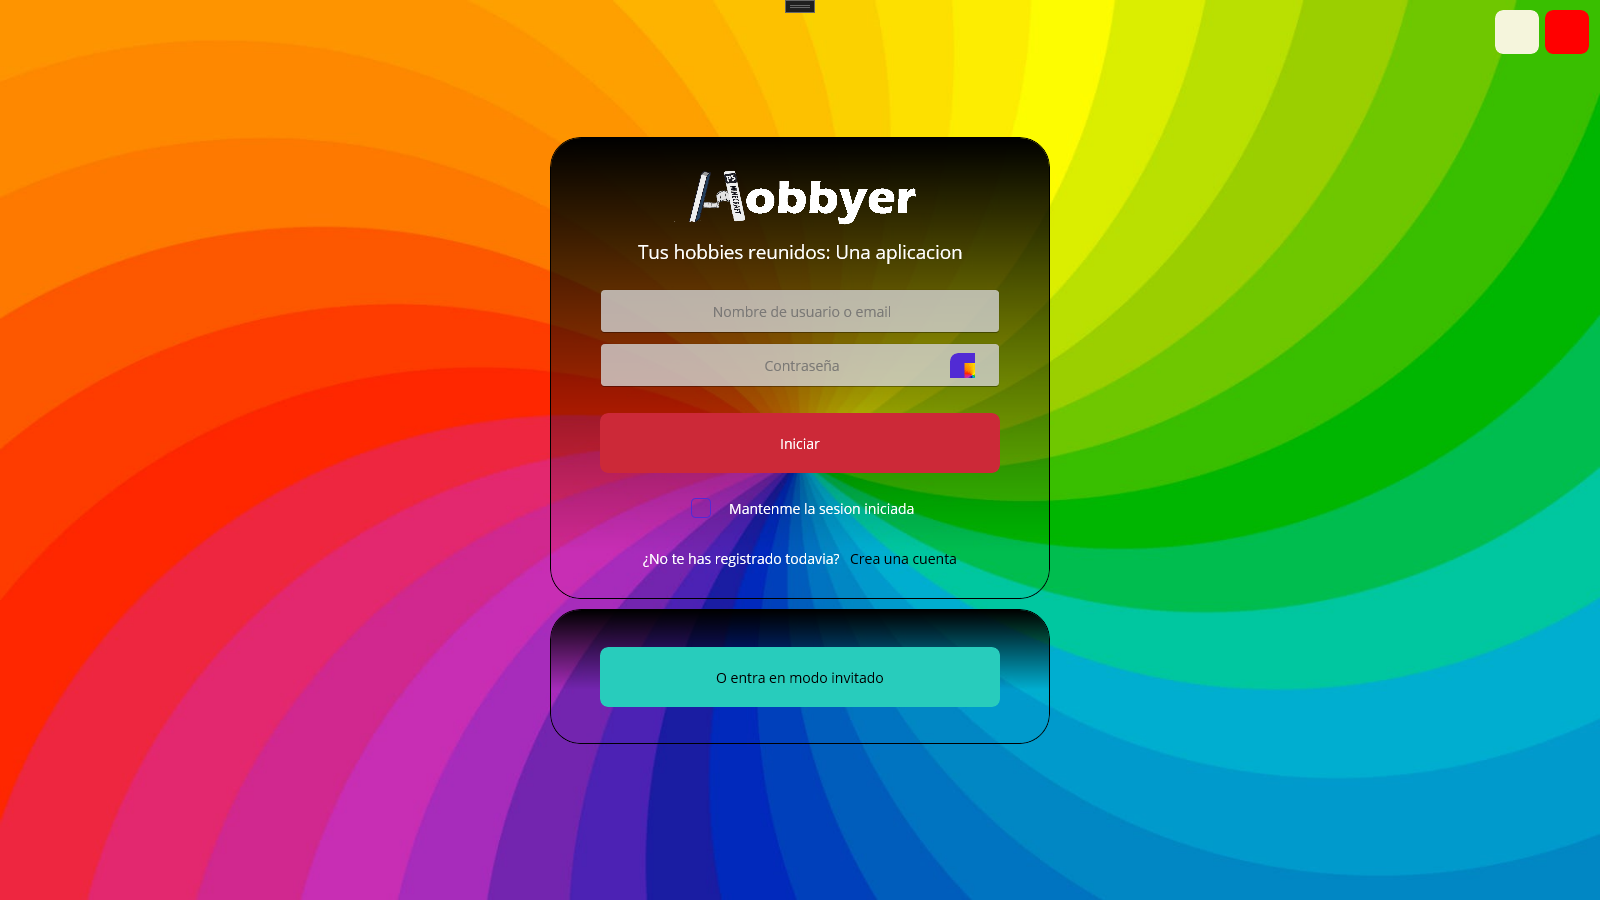 Hobbyer
Tus hobbies reunidos: Una aplicacion
Nombre de usuario o email
Contraseña
Iniciar
Mantenme la sesion iniciada
¿No te has registrado todavia? Crea una cuenta
O entra en modo invitado